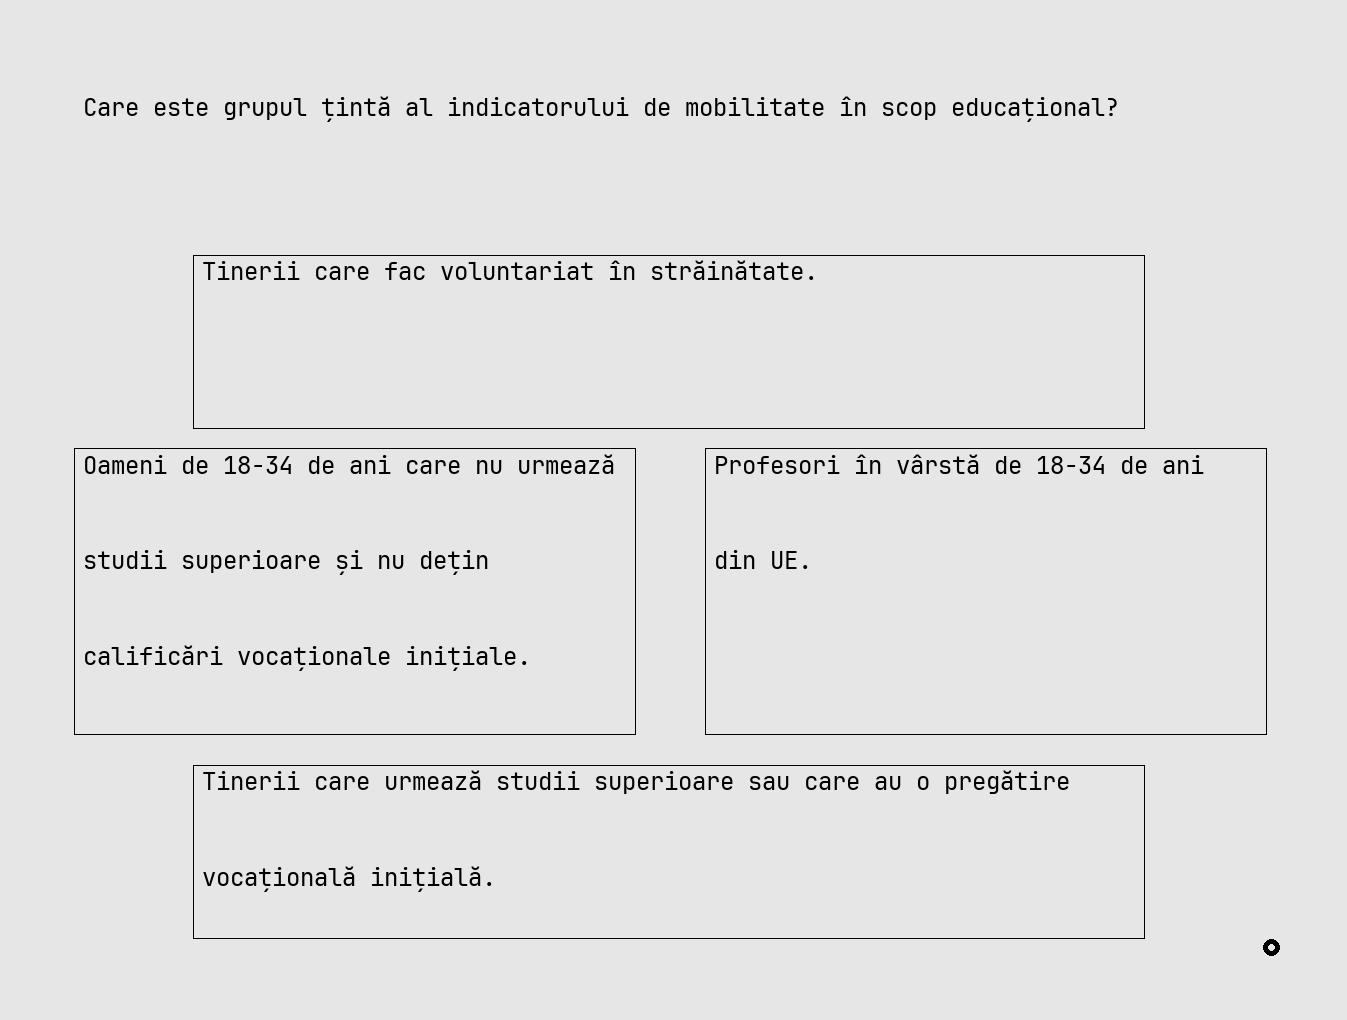 Care este grupul țintă al indicatorului de mobilitate în scop educațional?
Tinerii care fac voluntariat în străinătate.
Oameni de 18-34 de ani care nu urmează
studii superioare și nu dețin
calificări vocaționale inițiale.
Profesori în vârstă de 18-34 de ani
din UE.
Tinerii care urmează studii superioare sau care au o pregătire
vocațională inițială.